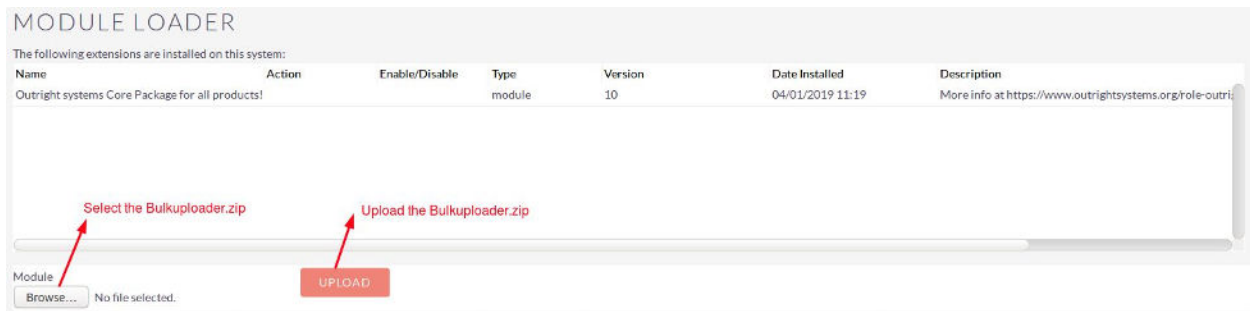 MODULE LOADER
The following extensions are installed on this system:
Name Action Enable/Disable Type Version Date Installed Description
Outright systems Core Package for all products! module 10 04/01/2019 11:19 More info at https://www.outrightsystems.org/role-outri
Select the Bulkuploader.zip Upload the Bulkuploader.zip
Module
UPLOAD
Browse... No file selected.